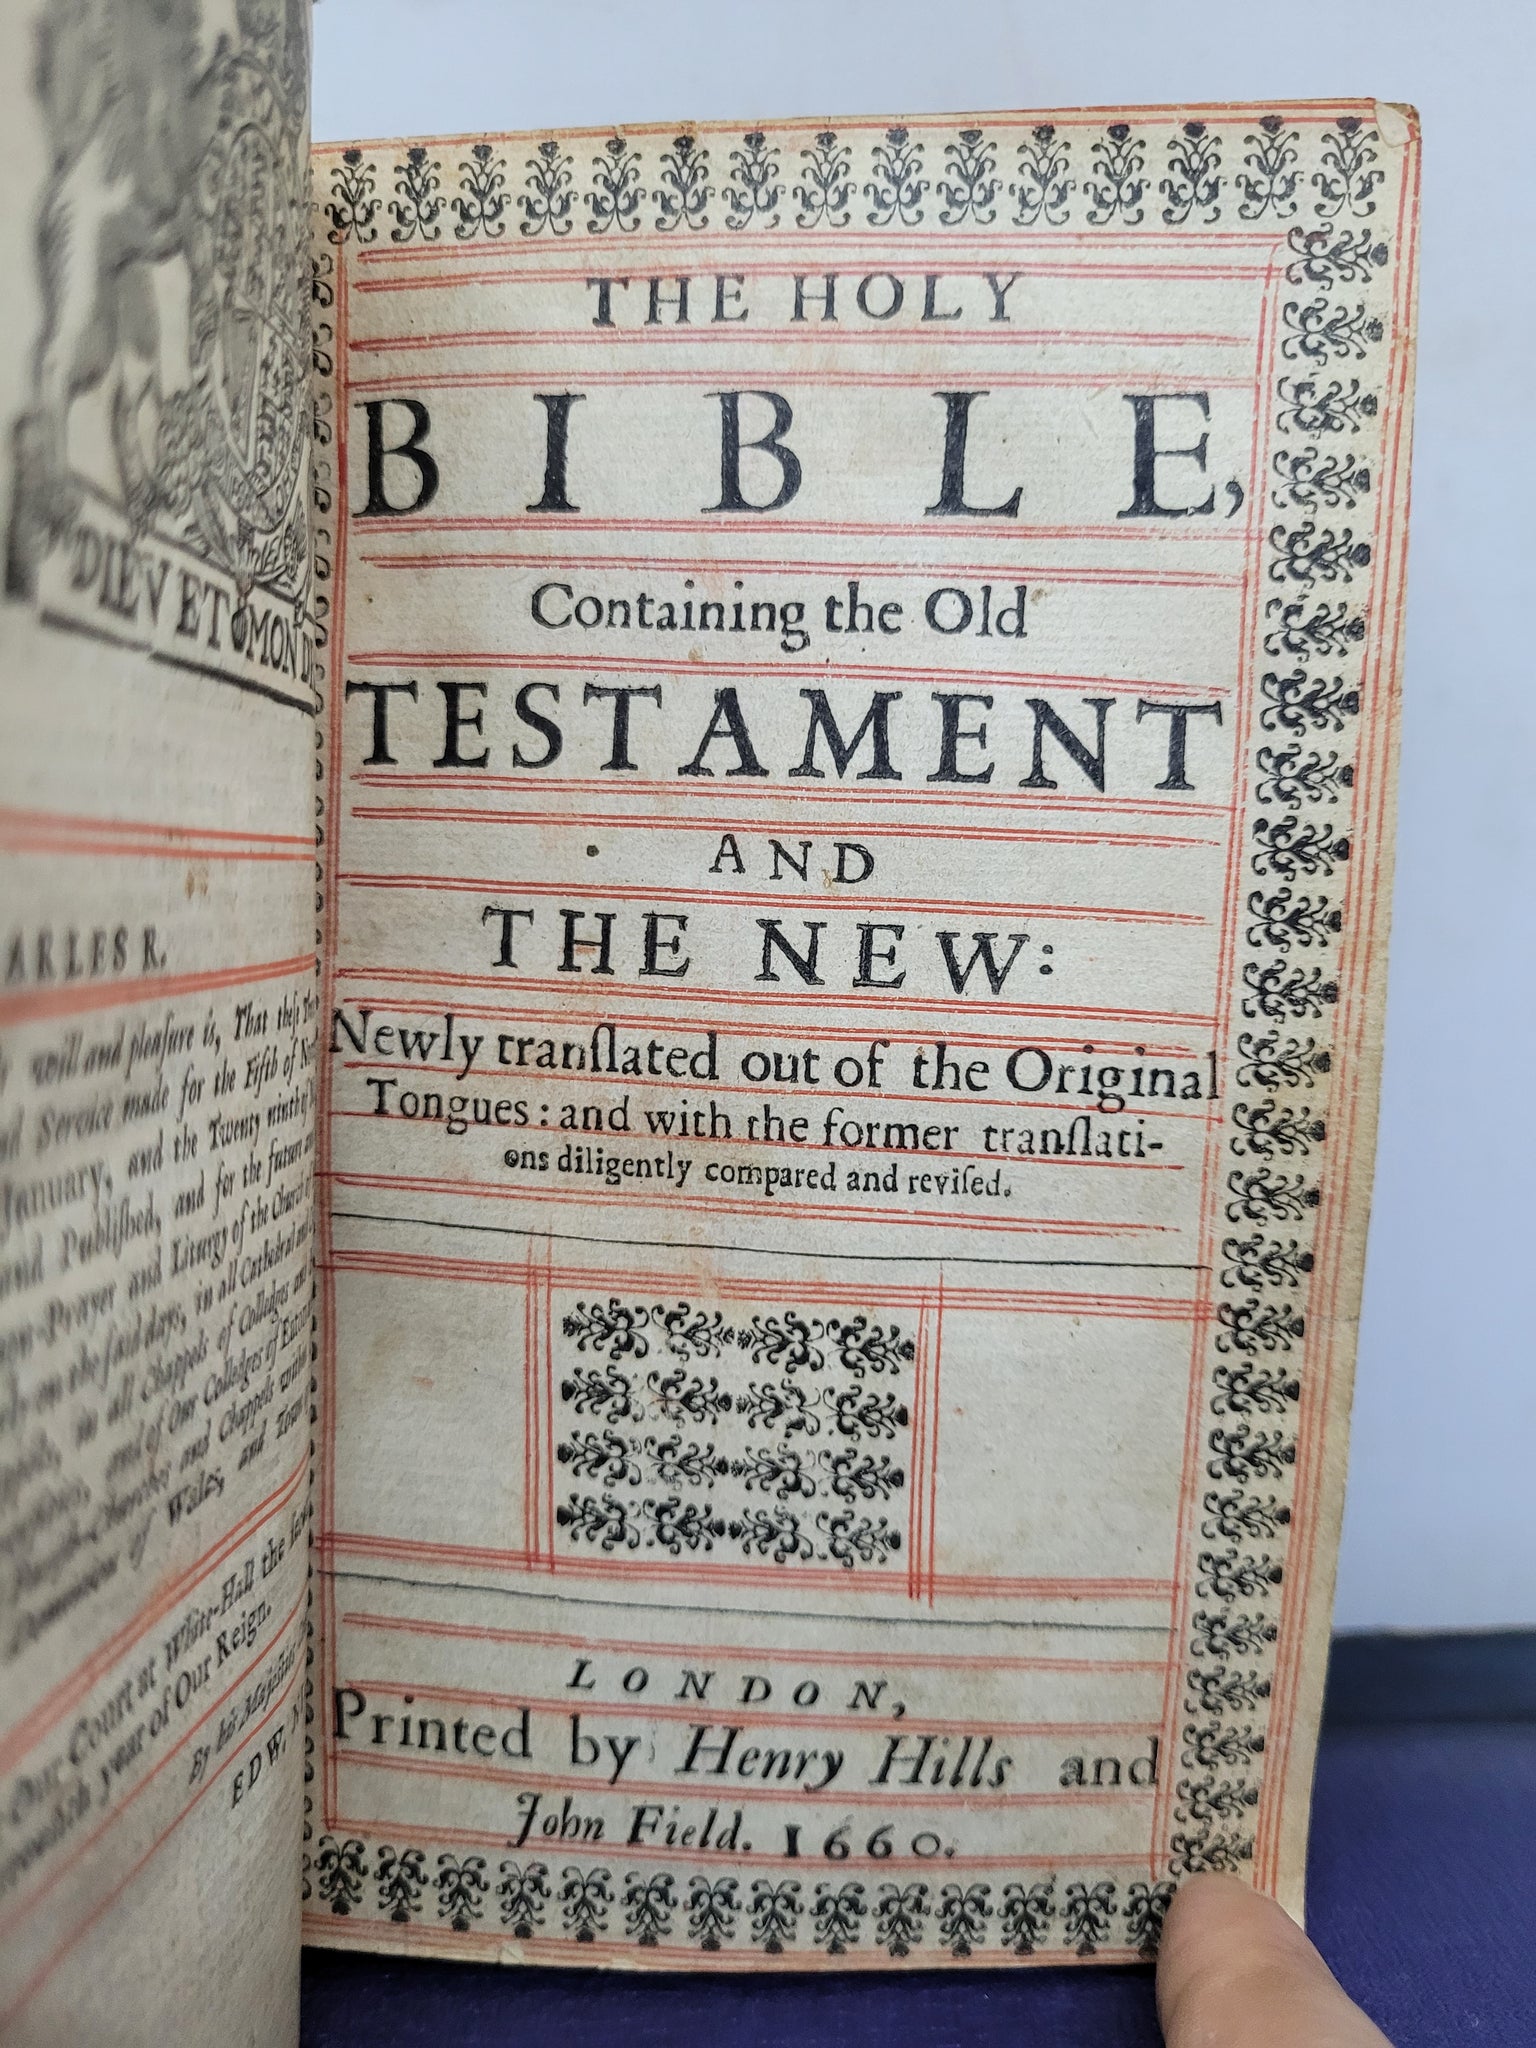 DIEV ET MON
ARLES R.
will and pleaſure is, That theſe
Service made for the Fifth of
January, and the Twenty ninth of
and Publiſhed, and for the future
Prayer and Liturgy of the Church of
on the ſaid days, in all Cathedral and
in all Chappels of Colledges and
and of Our Colledges of
and Chappels within
of Wales, and Town
Our Court at White-Hall the
year of Our Reign.
By his Majeſties
EDW.
THE HOLY
BIBLE,
Containing the Old
TESTAMENT
AND
THE NEW:
Newly tranſlated out of the Original
Tongues: and with the former tranſlati-
ons diligently compared and reviſed.
LONDON,
Printed by Henry Hills and
John Field. 1660.